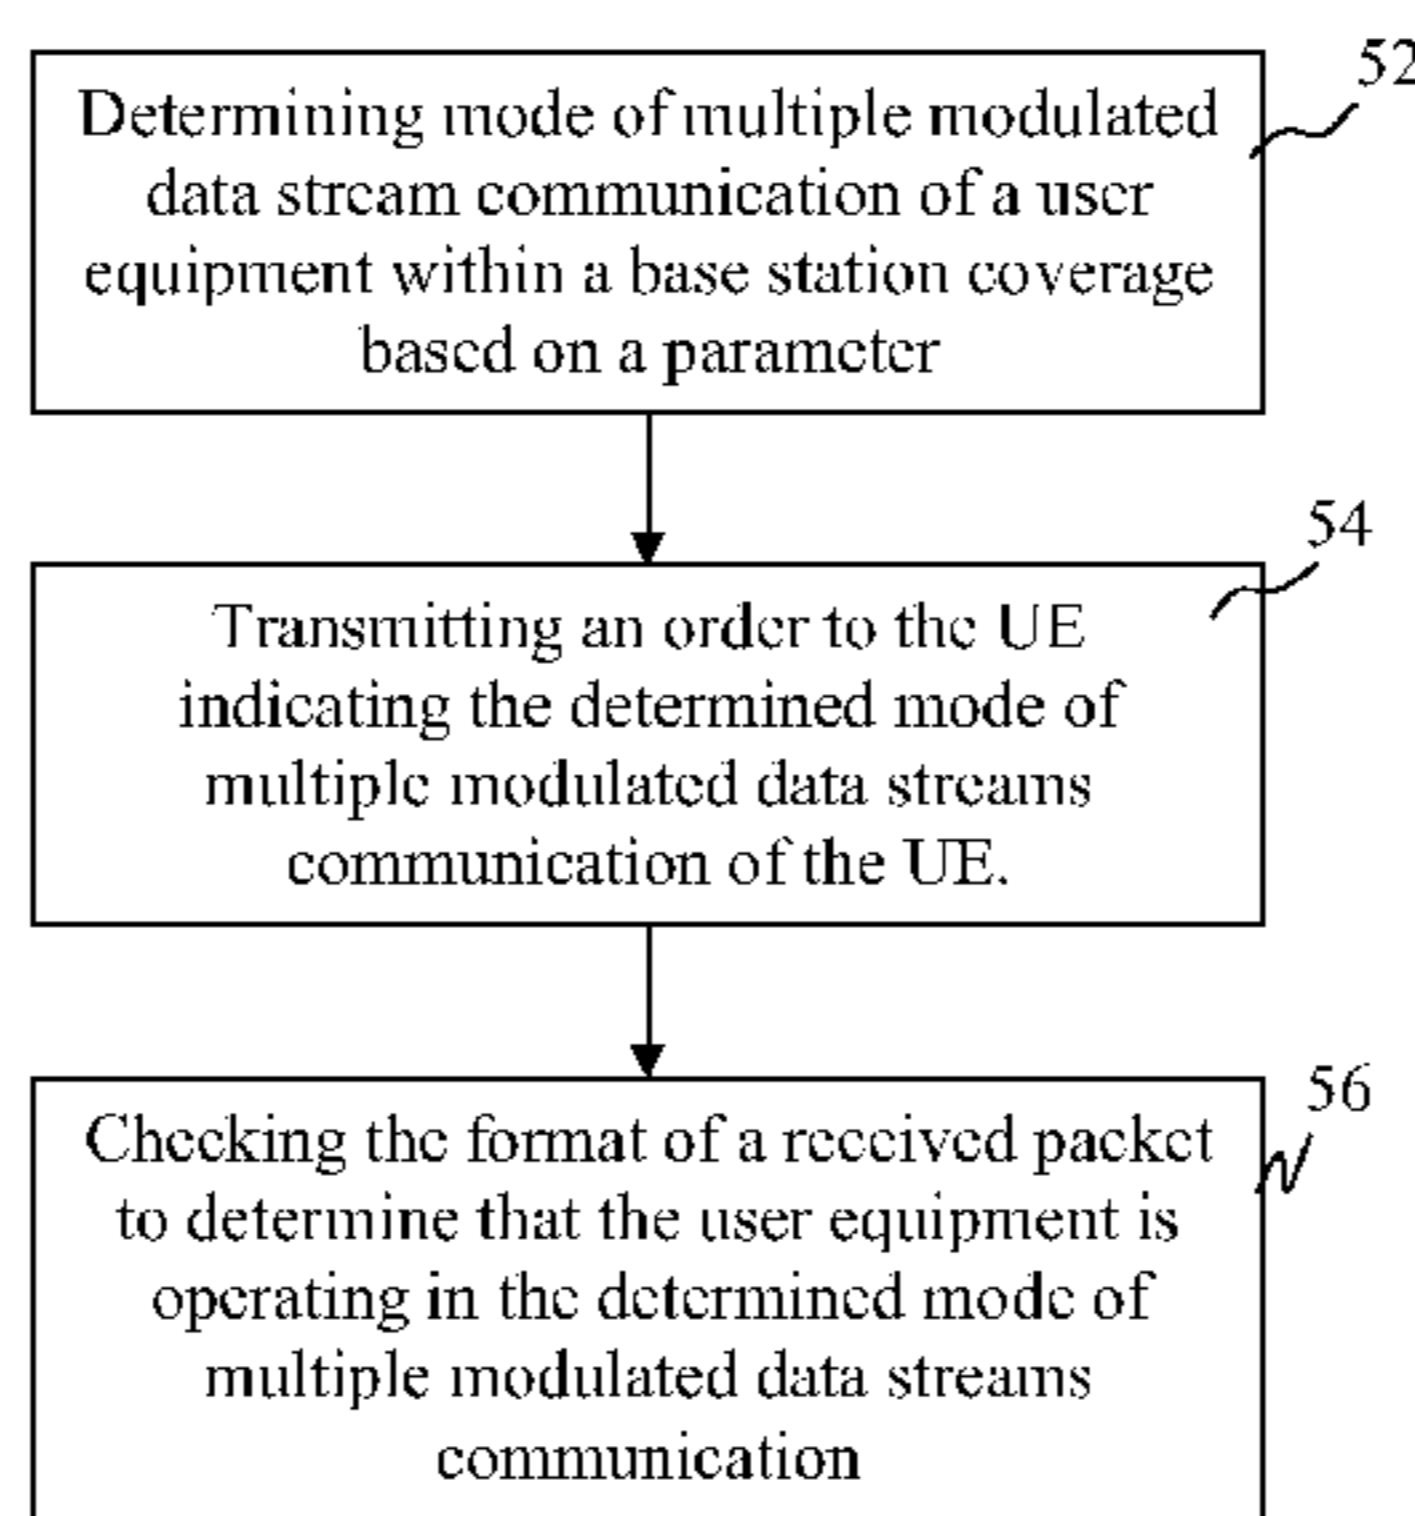 52
Determining mode of multiple modulated
data stream communication of a user
equipment within a base station coverage
based on a parameter
54
Transmitting an order to the UE
indicating the determined mode of
multiple modulated data streams
communication of the UE.
56
Checking the format of a received packet
to determine that the user equipment is
operating in the determined mode of
multiple modulated data streams
communication